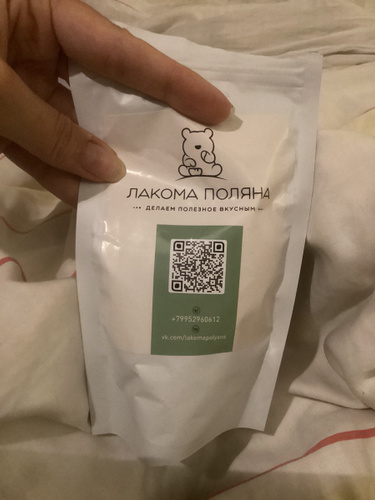 ЛАКОМА ПОЛЯНА
ДЕЛАЕМ ПОЛЕЗНОЕ ВКУСНЫМ
+79952960612
vk.com/lakomapolyana